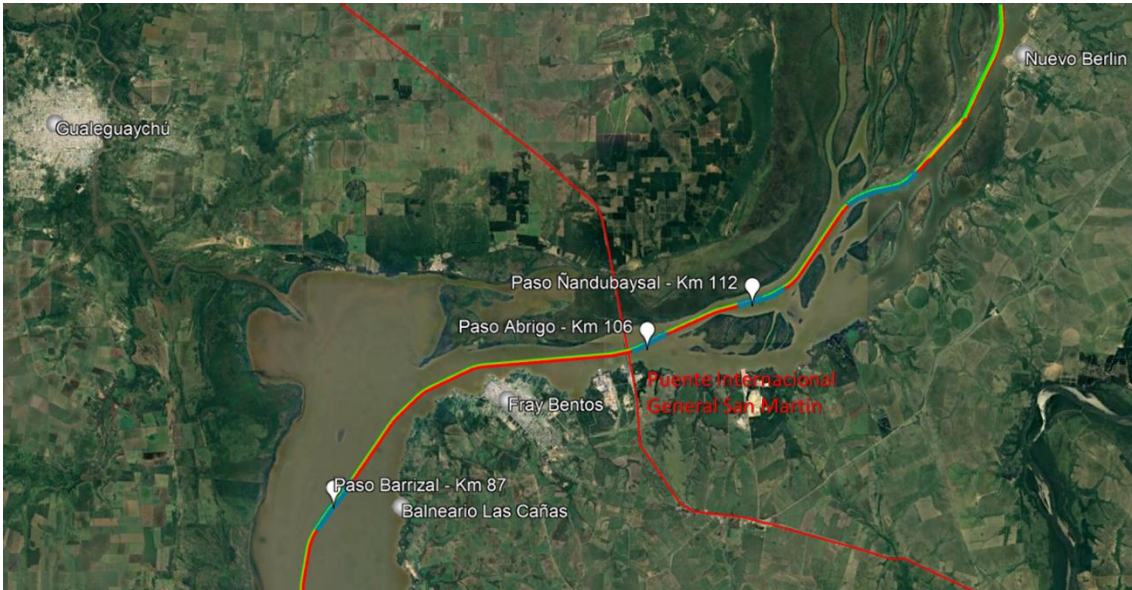 Nuevo Berlin
Gualeguaychú
Paso Ñandubaysal - Km 112
Paso Abrigo - Km 106
Puente Internacional
General San Martín
Fray Bentos
Paso Barrizal - Km 87
Balneario Las Cañas